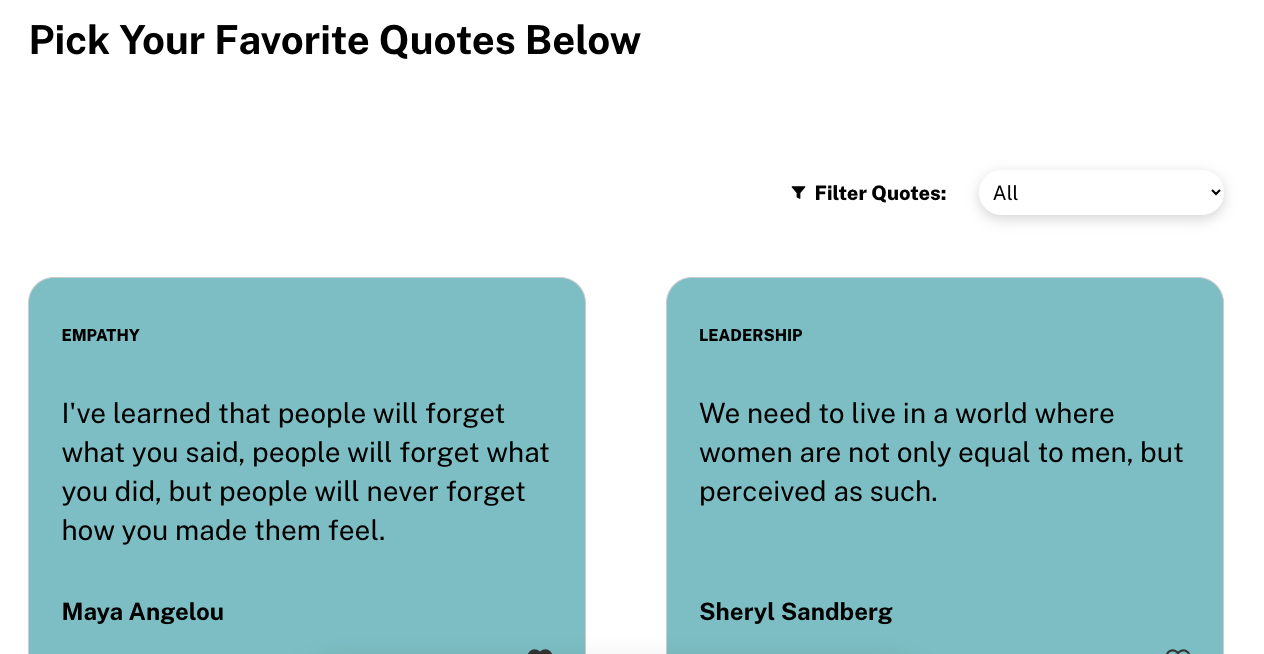 Pick Your Favorite Quotes Below
Filter Quotes:
All
EMPATHY
I've learned that people will forget
what you said, people will forget what
you did, but people will never forget
how you made them feel.
Maya Angelou
LEADERSHIP
We need to live in a world where
women are not only equal to men, but
perceived as such.
Sheryl Sandberg